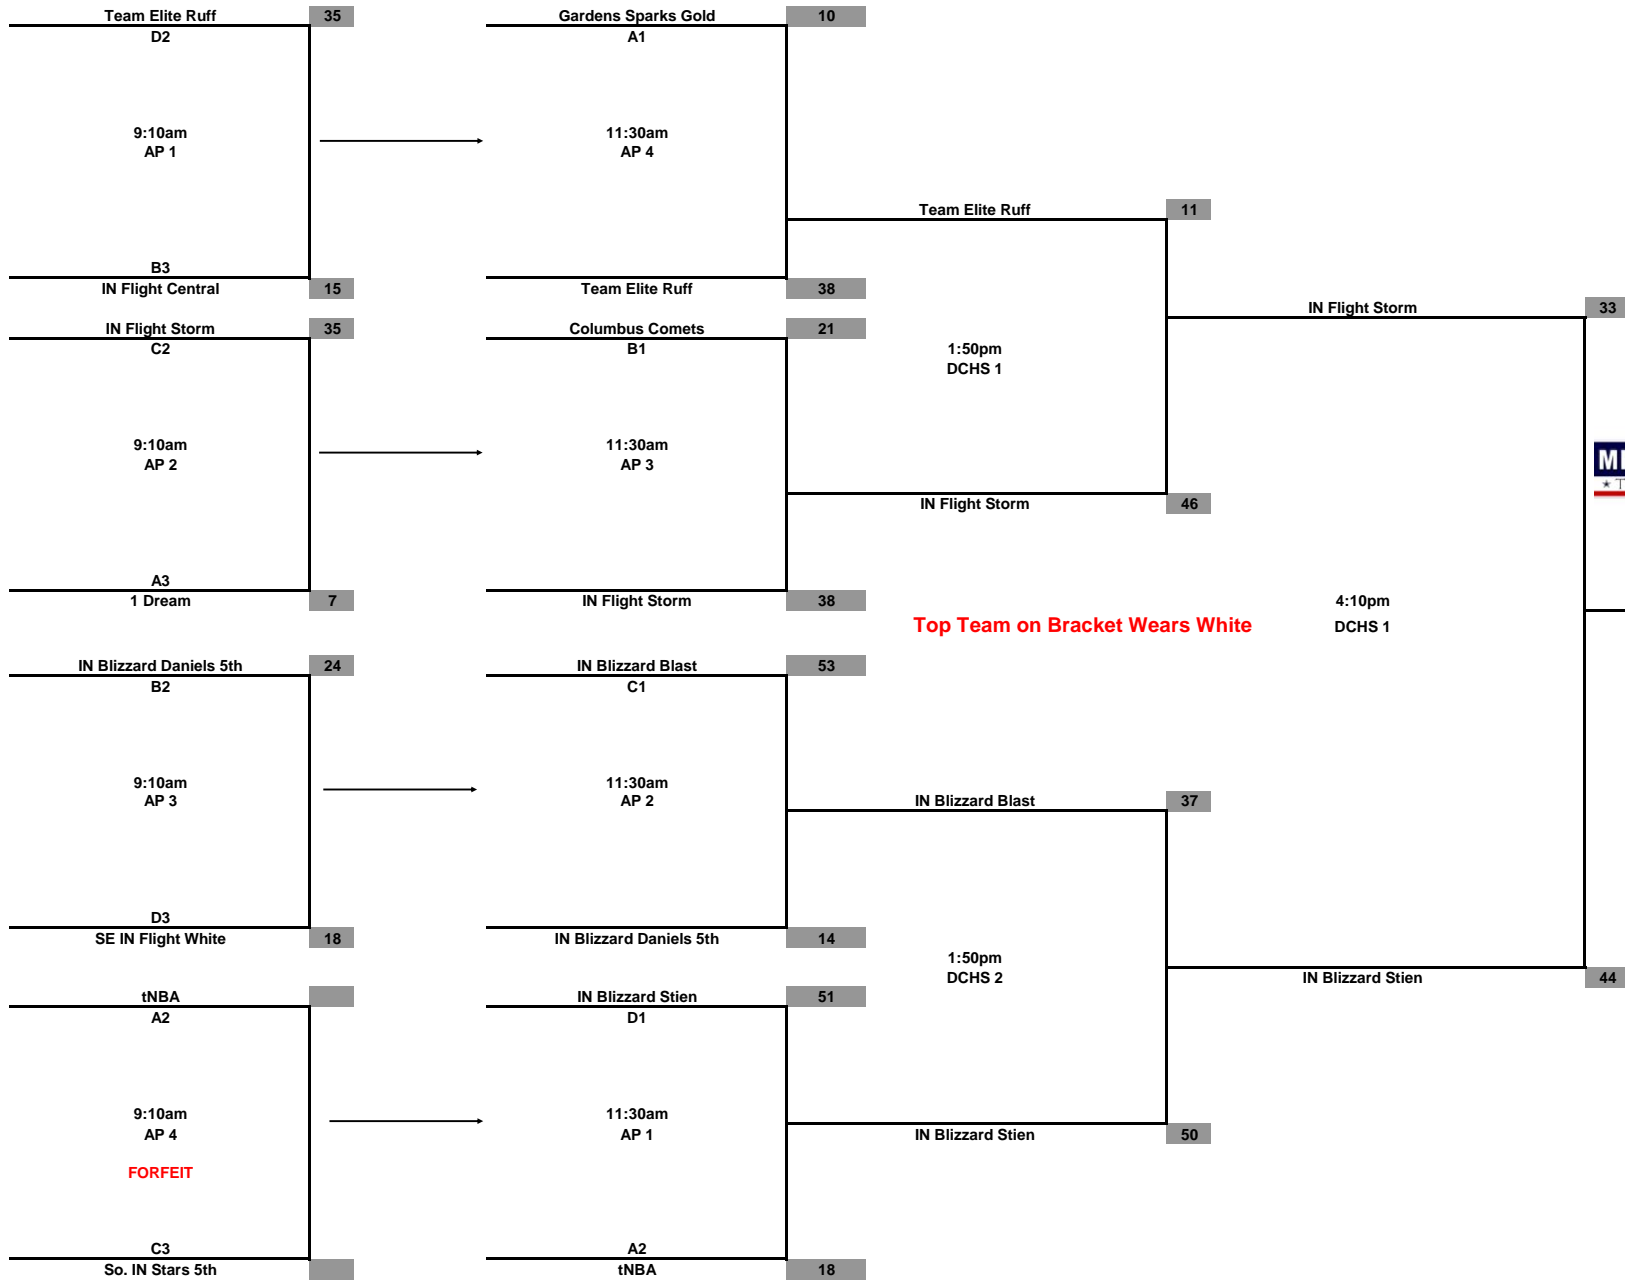 Team Elite Ruff 35
D2
9:10am
AP 1
B3
IN Flight Central 15
IN Flight Storm 35
C2
9:10am
AP 2
A3
1 Dream 7
IN Blizzard Daniels 5th 24
B2
9:10am
AP 3
D3
SE IN Flight White 18
tNBA
A2
9:10am
AP 4
FORFEIT
C3
So. IN Stars 5th
Gardens Sparks Gold 10
A1
11:30am
AP 4
Team Elite Ruff 38
Columbus Comets 21
B1
11:30am
AP 3
IN Flight Storm 38
IN Blizzard Blast 53
C1
11:30am
AP 2
IN Blizzard Daniels 5th 14
IN Blizzard Stien 51
D1
11:30am
AP 1
A2
tNBA 18
Team Elite Ruff 11
1:50pm
DCHS 1
IN Flight Storm 46
Top Team on Bracket Wears White
IN Blizzard Blast 37
1:50pm
DCHS 2
IN Blizzard Stien 50
IN Flight Storm 33
4:10pm
DCHS 1
IN Blizzard Stien 44